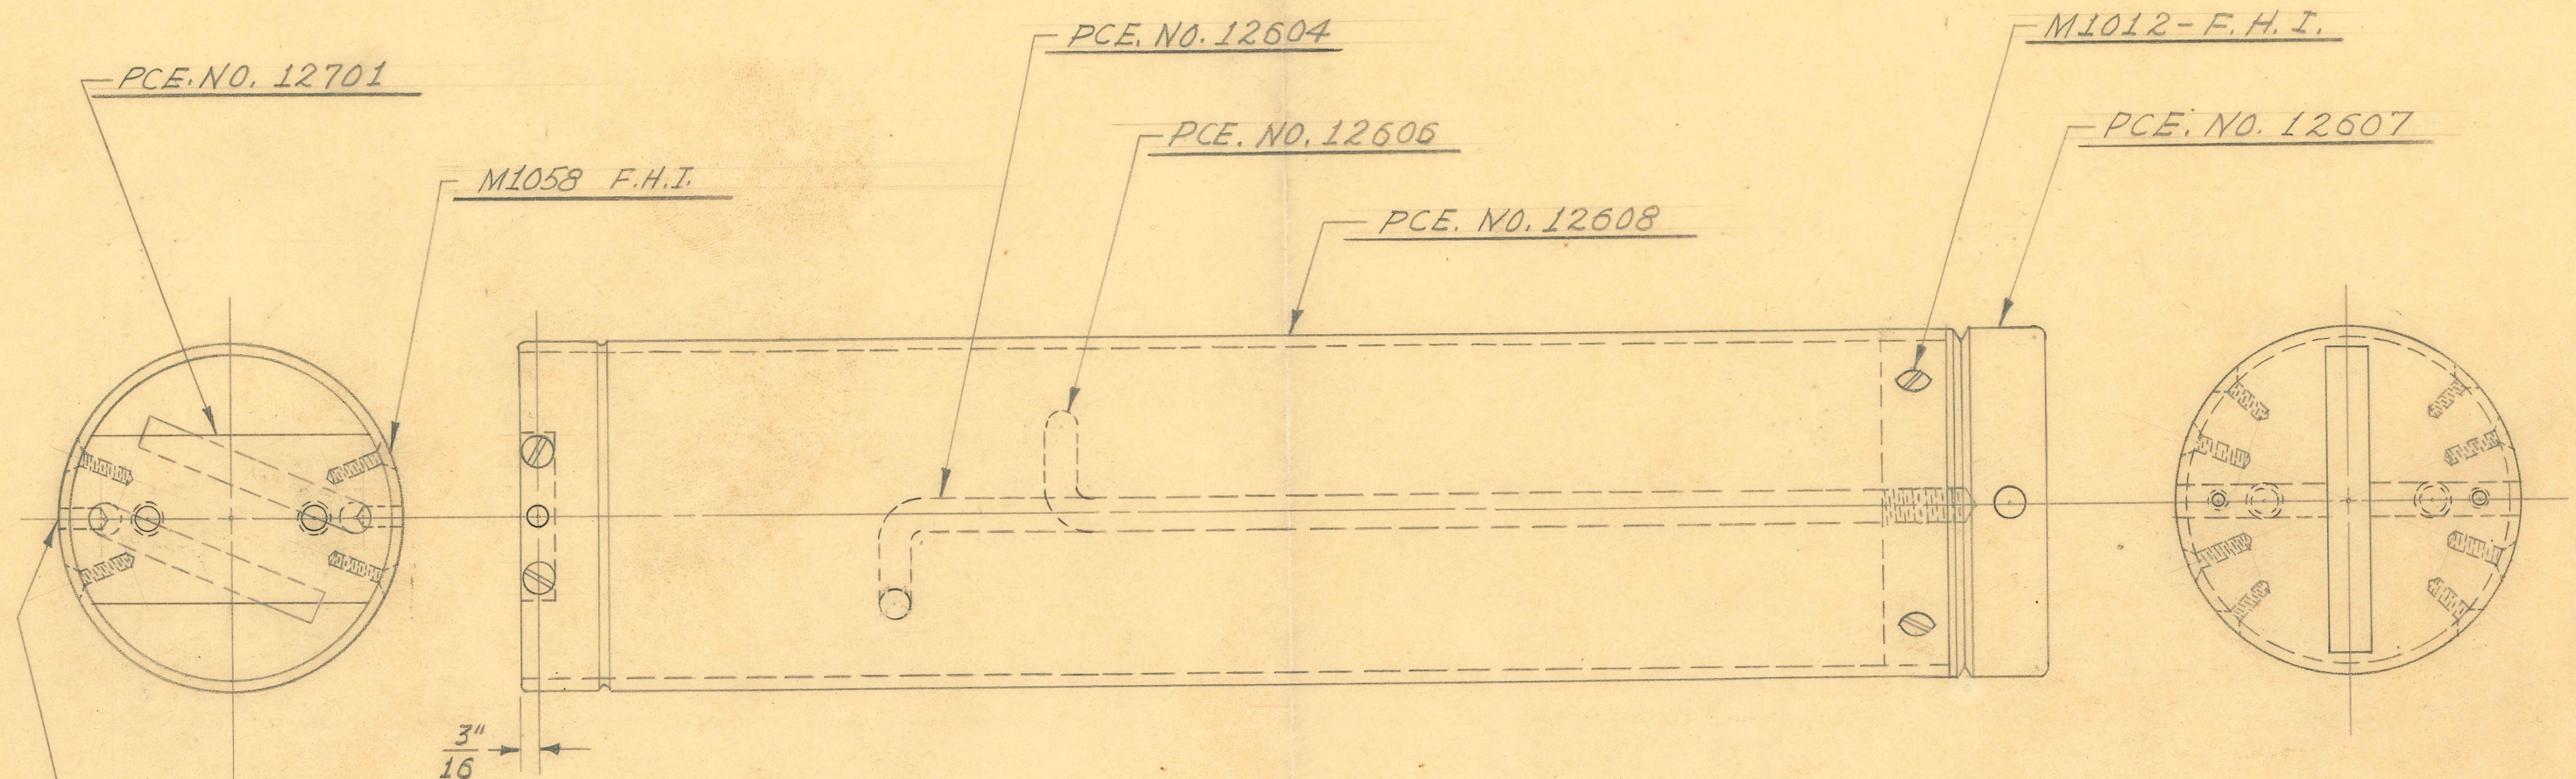 M1012-F.H.I.
PCE. NO. 12604
PCE. NO. 12701
PCE. NO. 12607
PCE. NO. 12606
M1058 F.H.I.
PCE. NO. 12608
3"
16